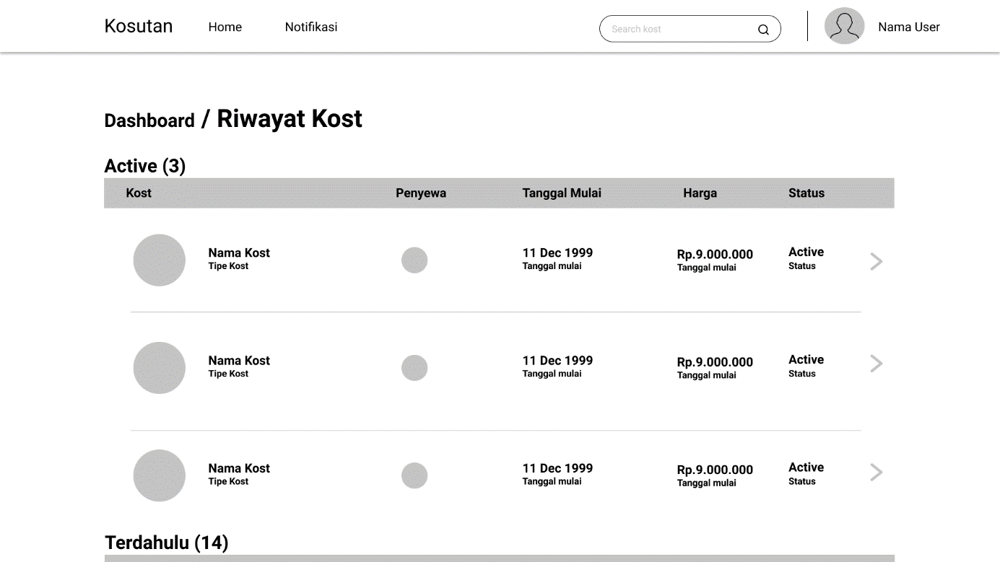 Kosutan Home Notifikasi Search kost Nama User
Dashboard / Riwayat Kost
Active (3)
Kost Penyewa Tanggal Mulai Harga Status
Nama Kost 11 Dec 1999 Rp.9.000.000 Active
Tipe Kost Tanggal mulai Tanggal mulai Status
Nama Kost 11 Dec 1999 Rp.9.000.000 Active
Tipe Kost Tanggal mulai Tanggal mulai Status
Nama Kost 11 Dec 1999 Rp.9.000.000 Active
Tipe Kost Tanggal mulai Tanggal mulai Status
Terdahulu (14)